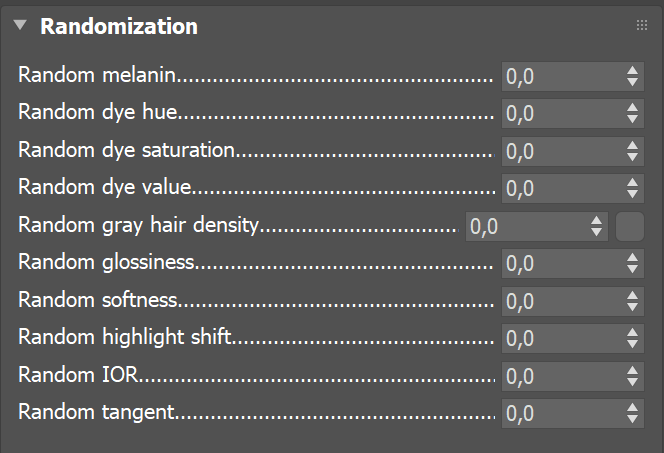 Randomization
Random melanin 0,0
Random dye hue 0,0
Random dye saturation 0,0
Random dye value 0,0
Random gray hair density 0,0
Random glossiness 0,0
Random softness 0,0
Random highlight shift 0,0
Random IOR 0,0
Random tangent 0,0